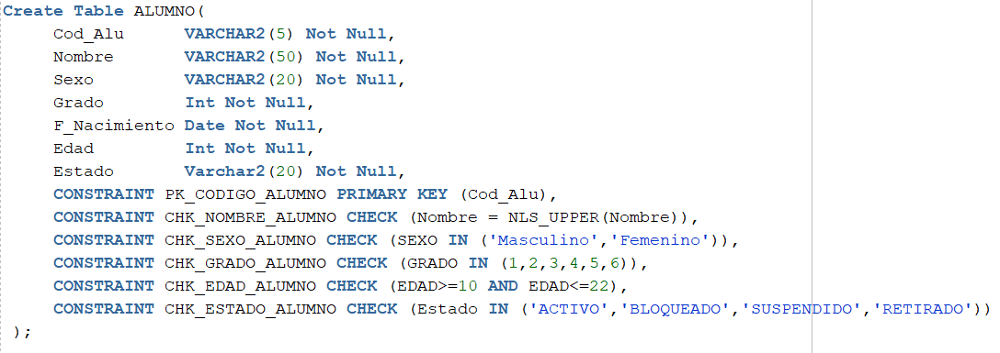 Create Table ALUMNO(
Cod_Alu VARCHAR2(5) Not Null,
Nombre VARCHAR2(50) Not Null,
Sexo VARCHAR2(20) Not Null,
Grado Int Not Null,
F_Nacimiento Date Not Null,
Edad Int Not Null,
Estado Varchar2(20) Not Null,
CONSTRAINT PK_CODIGO_ALUMNO PRIMARY KEY (Cod_Alu),
CONSTRAINT CHK_NOMBRE_ALUMNO CHECK (Nombre = NLS_UPPER(Nombre)),
CONSTRAINT CHK_SEXO_ALUMNO CHECK (SEXO IN ('Masculino','Femenino')),
CONSTRAINT CHK_GRADO_ALUMNO CHECK (GRADO IN (1,2,3,4,5,6)),
CONSTRAINT CHK_EDAD_ALUMNO CHECK (EDAD>=10 AND EDAD<=22),
CONSTRAINT CHK_ESTADO_ALUMNO CHECK (Estado IN ('ACTIVO','BLOQUEADO','SUSPENDIDO','RETIRADO'))
);